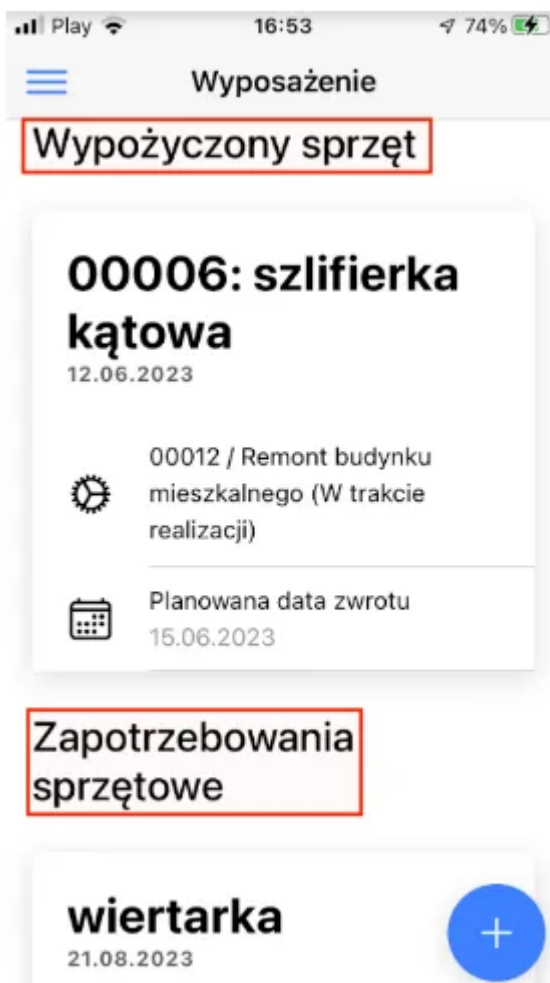 Play 16:53 74%
Wyposażenie
Wypożyczony sprzęt
00006: szlifierka
kątowa
12.06.2023
00012 / Remont budynku
mieszkalnego (W trakcie
realizacji)
Planowana data zwrotu
15.06.2023
Zapotrzebowania
sprzętowe
wiertarka
21.08.2023